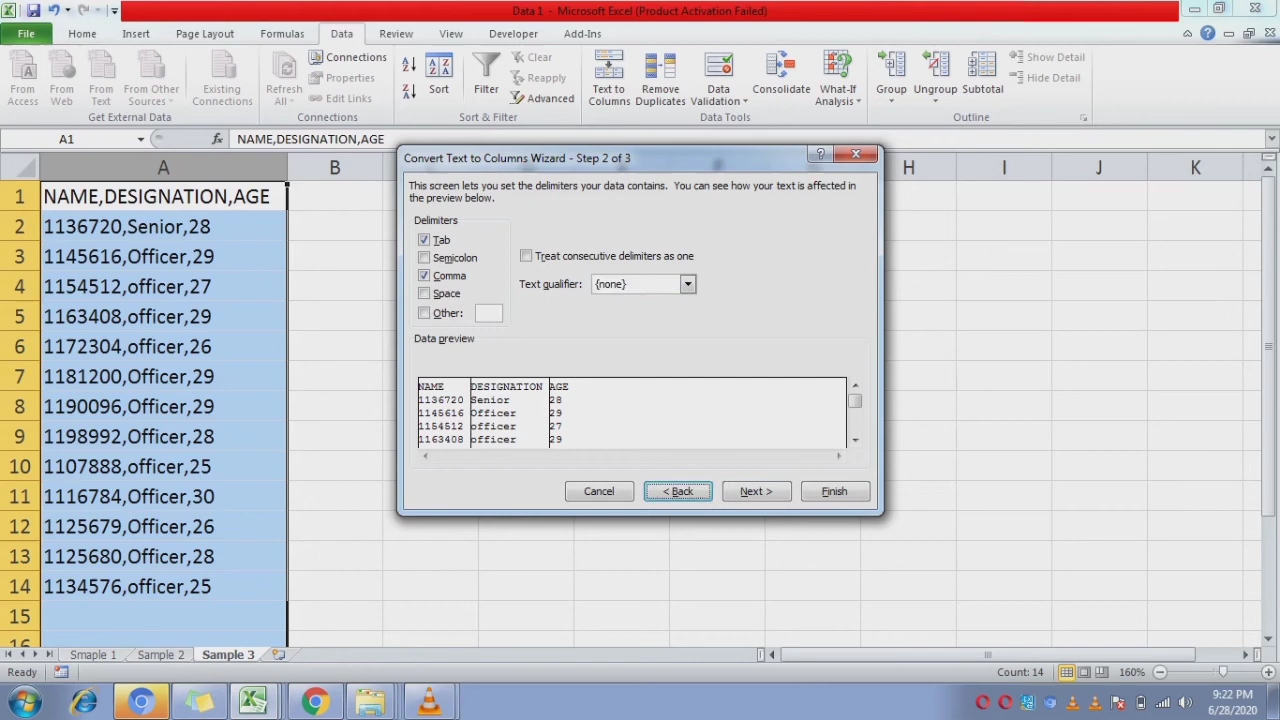 Data 1 - Microsoft Excel (Product Activation Failed)
File Home Insert Page Layout Formulas Data Review View Developer Add-Ins
From Access
From Web
From Text
From Other Sources
Existing Connections
Get External Data
Refresh All
Connections
Properties
Edit Links
Connections
Sort
Filter
Clear
Reapply
Advanced
Sort & Filter
Text to Columns
Remove Duplicates
Data Validation
Consolidate
What-If Analysis
Data Tools
Group
Ungroup
Subtotal
Show Detail
Hide Detail
Outline
A1 fx NAME,DESIGNATION,AGE
A B H I J K
1 NAME,DESIGNATION,AGE
2 1136720,Senior,28
3 1145616,Officer,29
4 1154512,officer,27
5 1163408,officer,29
6 1172304,officer,26
7 1181200,Officer,29
8 1190096,Officer,29
9 1198992,Officer,28
10 1107888,officer,25
11 1116784,Officer,30
12 1125679,Officer,26
13 1125680,Officer,28
14 1134576,officer,25
15
16
Convert Text to Columns Wizard - Step 2 of 3
This screen lets you set the delimiters your data contains. You can see how your text is affected in
the preview below.
Delimiters
Tab
Semicolon
Comma
Space
Other:
Treat consecutive delimiters as one
Text qualifier: {none}
Data preview
NAME DESIGNATION AGE
1136720 Senior 28
1145616 Officer 29
1154512 officer 27
1163408 officer 29
Cancel < Back Next > Finish
Smaple 1 Sample 2 Sample 3
Ready Count: 14 160%
9:22 PM
6/28/2020